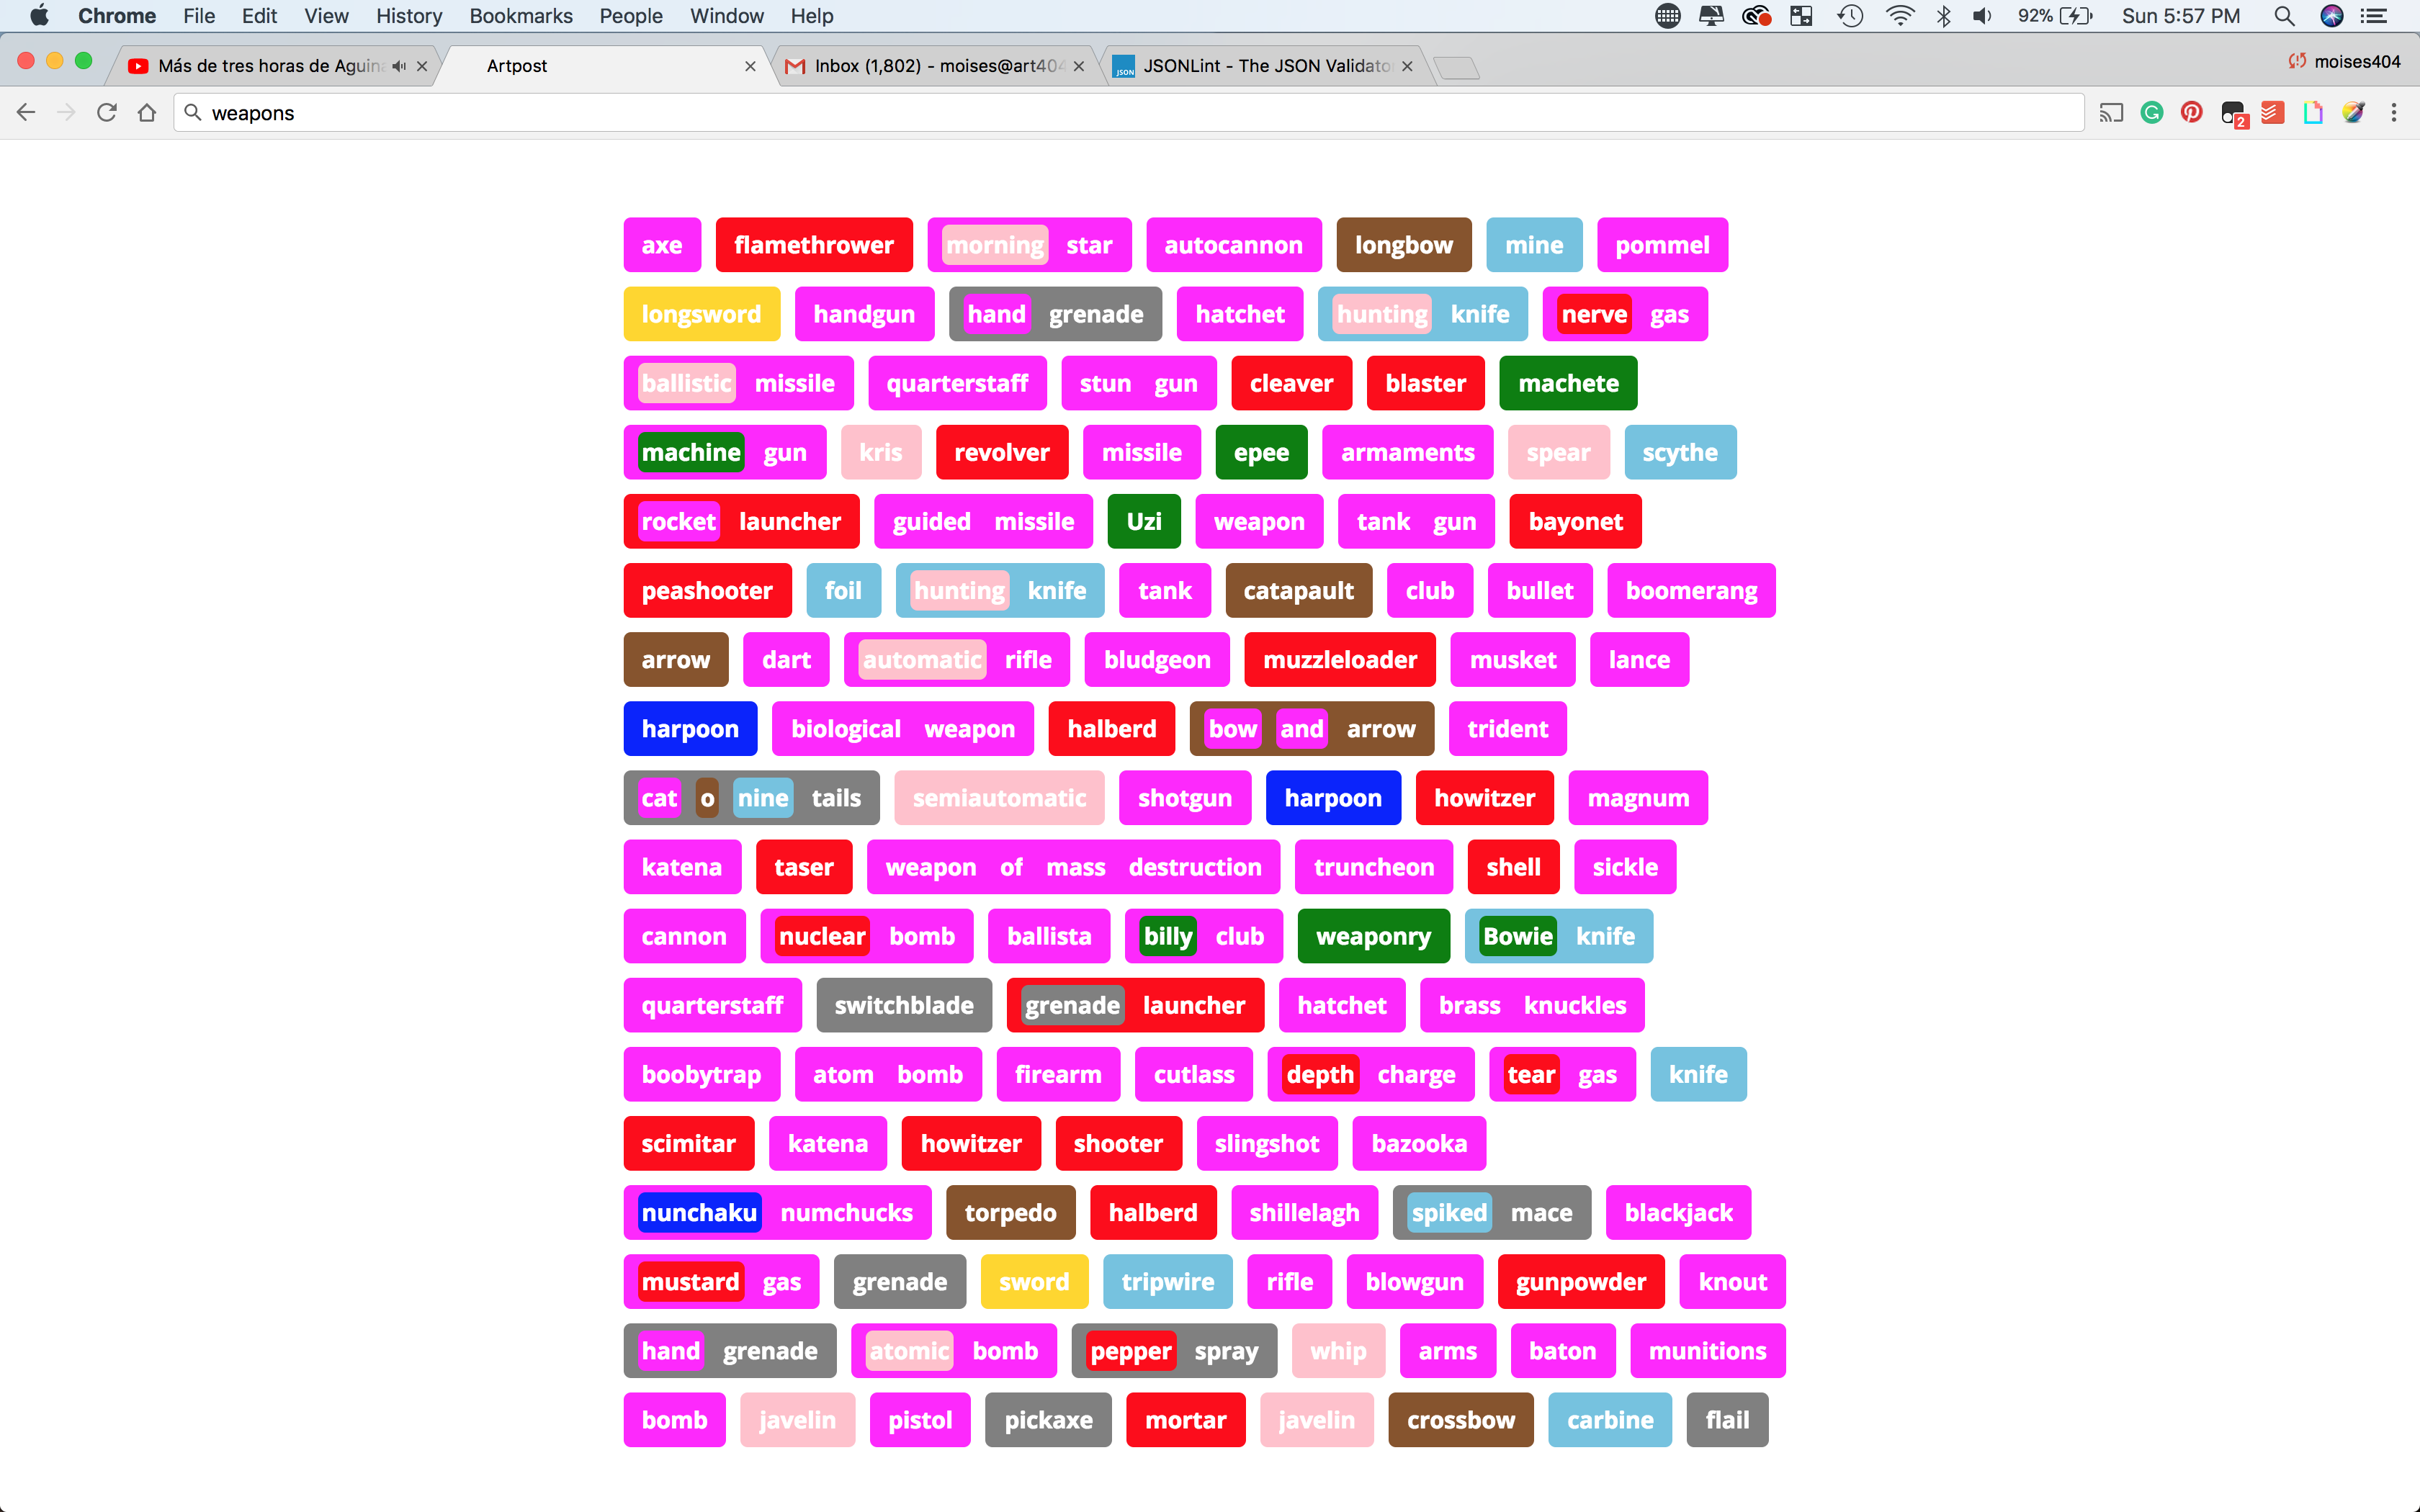 Chrome File Edit View History Bookmarks People Window Help 92% Sun 5:57 PM
Más de tres horas de Aguina Artpost Inbox (1,802) - moises@art404 JSON JSONLint - The JSON Validator moises404
weapons 2
axe flamethrower morning star autocannon longbow mine pommel
longsword handgun hand grenade hatchet hunting knife nerve gas
ballistic missile quarterstaff stun gun cleaver blaster machete
machine gun kris revolver missile epee armaments spear scythe
rocket launcher guided missile Uzi weapon tank gun bayonet
peashooter foil hunting knife tank catapault club bullet boomerang
arrow dart automatic rifle bludgeon muzzleloader musket lance
harpoon biological weapon halberd bow and arrow trident
cat o nine tails semiautomatic shotgun harpoon howitzer magnum
katena taser weapon of mass destruction truncheon shell sickle
cannon nuclear bomb ballista billy club weaponry Bowie knife
quarterstaff switchblade grenade launcher hatchet brass knuckles
boobytrap atom bomb firearm cutlass depth charge tear gas knife
scimitar katena howitzer shooter slingshot bazooka
nunchaku numchucks torpedo halberd shillelagh spiked mace blackjack
mustard gas grenade sword tripwire rifle blowgun gunpowder knout
hand grenade atomic bomb pepper spray whip arms baton munitions
bomb javelin pistol pickaxe mortar javelin crossbow carbine flail